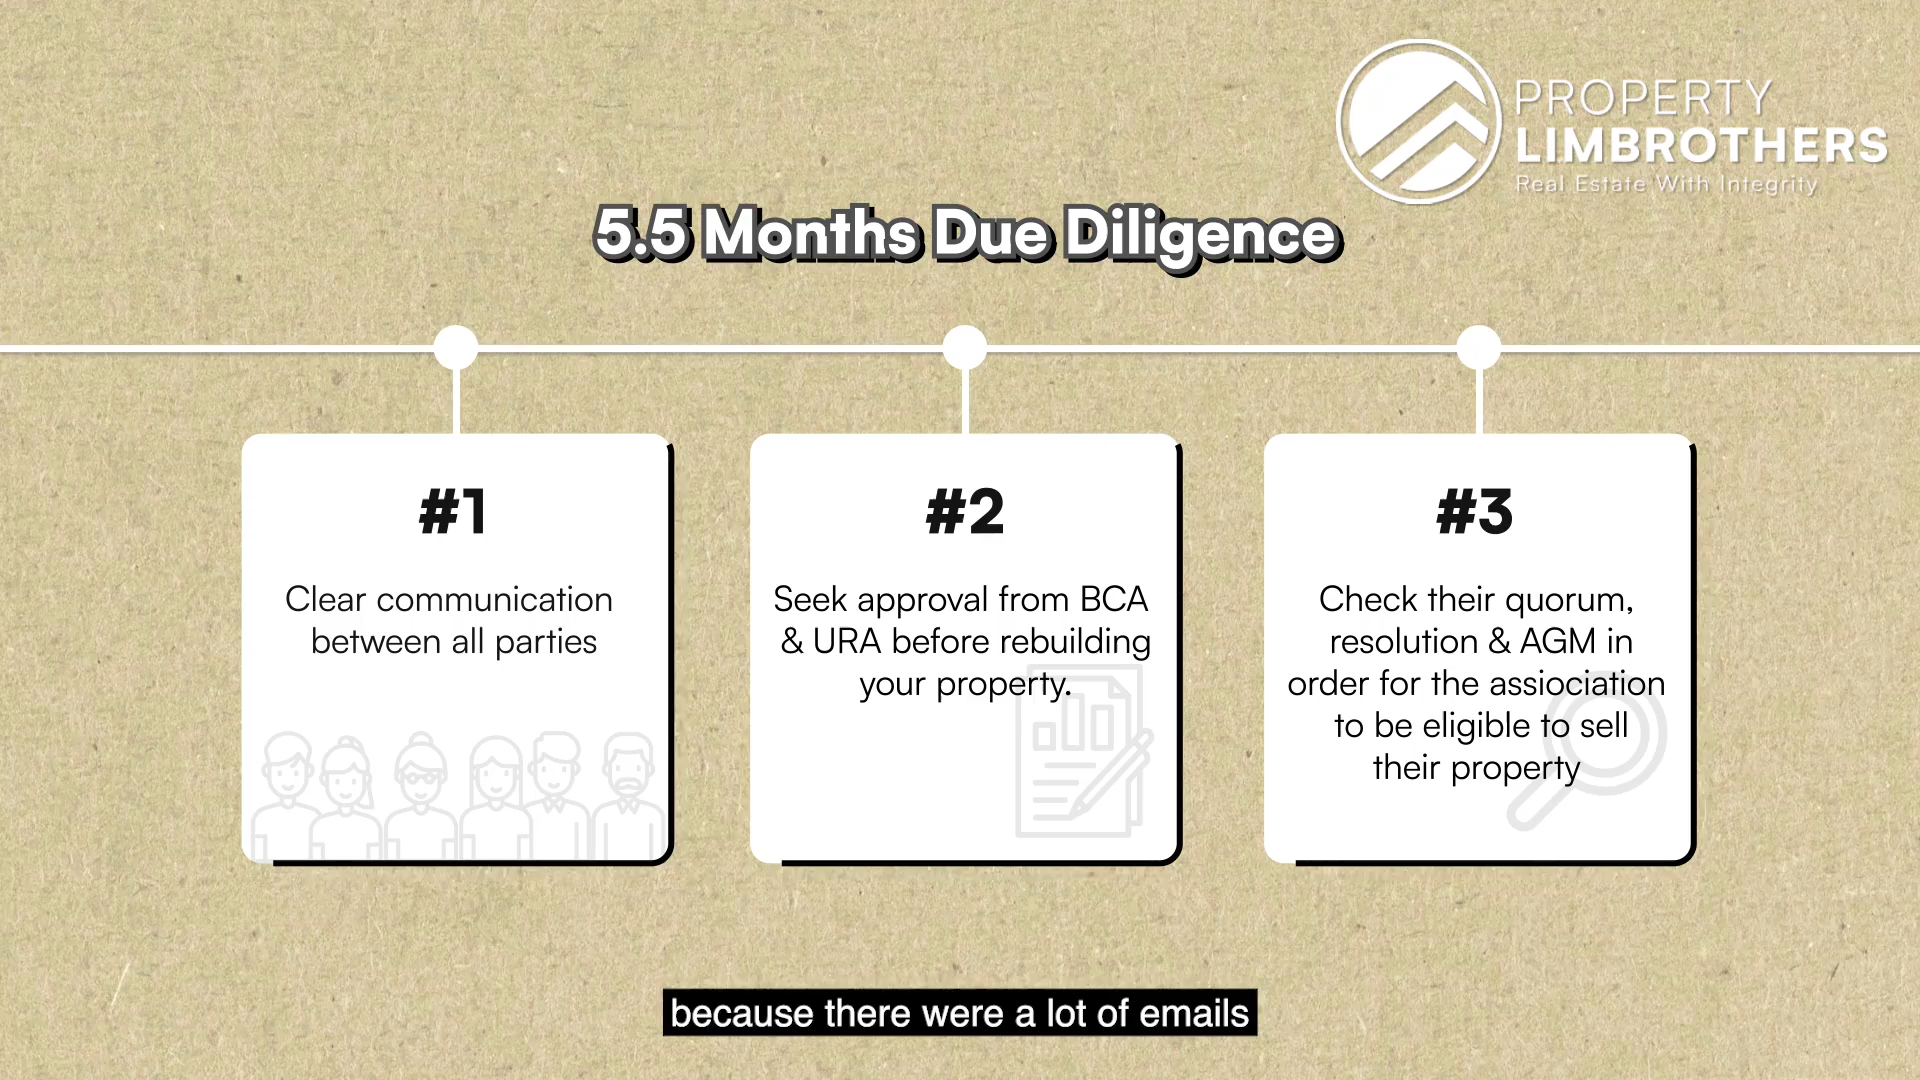 PROPERTY
LIMBROTHERS
Real Estate With Integrity
5.5 Months Due Diligence
#1
Clear communication
between all parties
#2
Seek approval from BCA
& URA before rebuilding
your property.
#3
Check their quorum,
resolution & AGM in
order for the assiociation
to be eligible to sell
their property
because there were a lot of emails